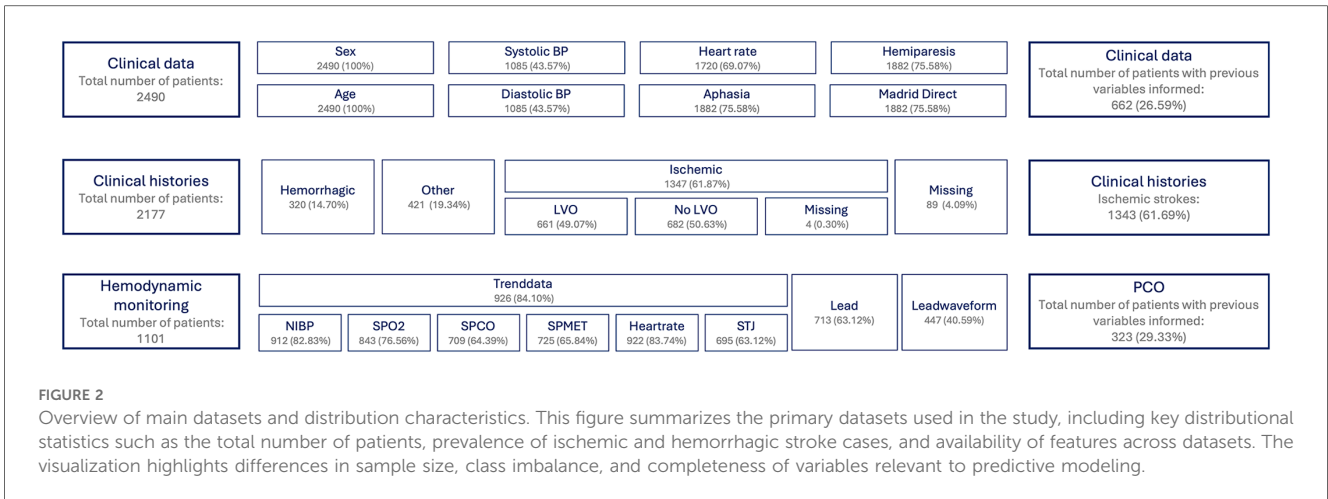 Clinical data
Total number of patients:
2490
Sex
2490 (100%)
Systolic BP
1085 (43.57%)
Heart rate
1720 (69.07%)
Hemiparesis
1882 (75.58%)
Age
2490 (100%)
Diastolic BP
1085 (43.57%)
Aphasia
1882 (75.58%)
Madrid Direct
1882 (75.58%)
Clinical data
Total number of patients with previous
variables informed:
662 (26.59%)
Clinical histories
Total number of patients:
2177
Hemorrhagic
320 (14.70%)
Other
421 (19.34%)
Ischemic
1347 (61.87%)
LVO
661 (49.07%)
No LVO
682 (50.63%)
Missing
4 (0.30%)
Missing
89 (4.09%)
Clinical histories
Ischemic strokes:
1343 (61.69%)
Hemodynamic
monitoring
Total number of patients:
1101
Trenddata
926 (84.10%)
NIBP
912 (82.83%)
SPO2
843 (76.56%)
SPCO
709 (64.39%)
SPMET
725 (65.84%)
Heartrate
922 (83.74%)
STJ
695 (63.12%)
Lead
713 (63.12%)
Leadwaveform
447 (40.59%)
PCO
Total number of patients with previous
variables informed:
323 (29.33%)
FIGURE 2
Overview of main datasets and distribution characteristics. This figure summarizes the primary datasets used in the study, including key distributional
statistics such as the total number of patients, prevalence of ischemic and hemorrhagic stroke cases, and availability of features across datasets. The
visualization highlights differences in sample size, class imbalance, and completeness of variables relevant to predictive modeling.